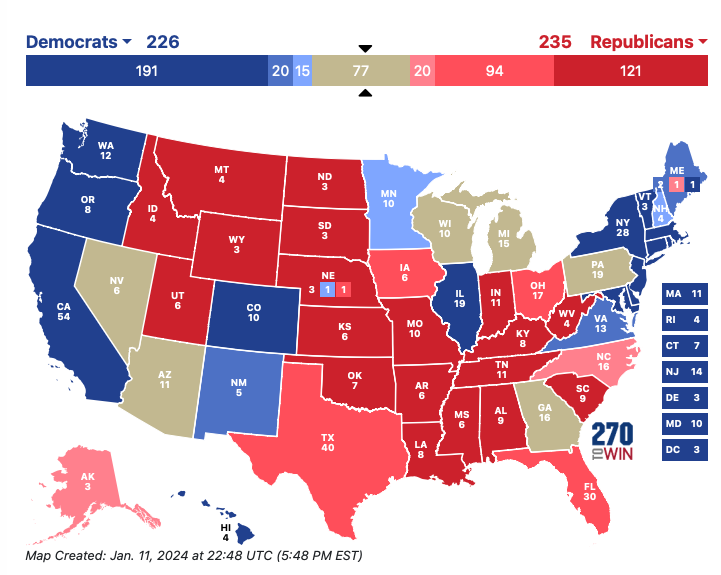 Democrats 226
235 Republicans
191 20 15 77 20 94 121
WA
12
OR
8
CA
54
NV
6
ID
4
MT
4
WY
3
UT
6
AZ
11
CO
10
NM
5
ND
3
SD
3
NE
3 1 1
KS
6
OK
7
TX
40
MN
10
IA
6
MO
10
AR
6
LA
8
WI
10
IL
19
MI
15
IN
11
OH
17
KY
8
TN
11
MS
6
AL
9
GA
16
FL
30
SC
9
NC
16
VA
13
WV
4
PA
19
NY
28
VT
3
NH
4
ME
2 1 1
MA 11
RI 4
CT 7
NJ 14
DE 3
MD 10
DC 3
AK
3
HI
4
270
TO WIN
Map Created: Jan. 11, 2024 at 22:48 UTC (5:48 PM EST)